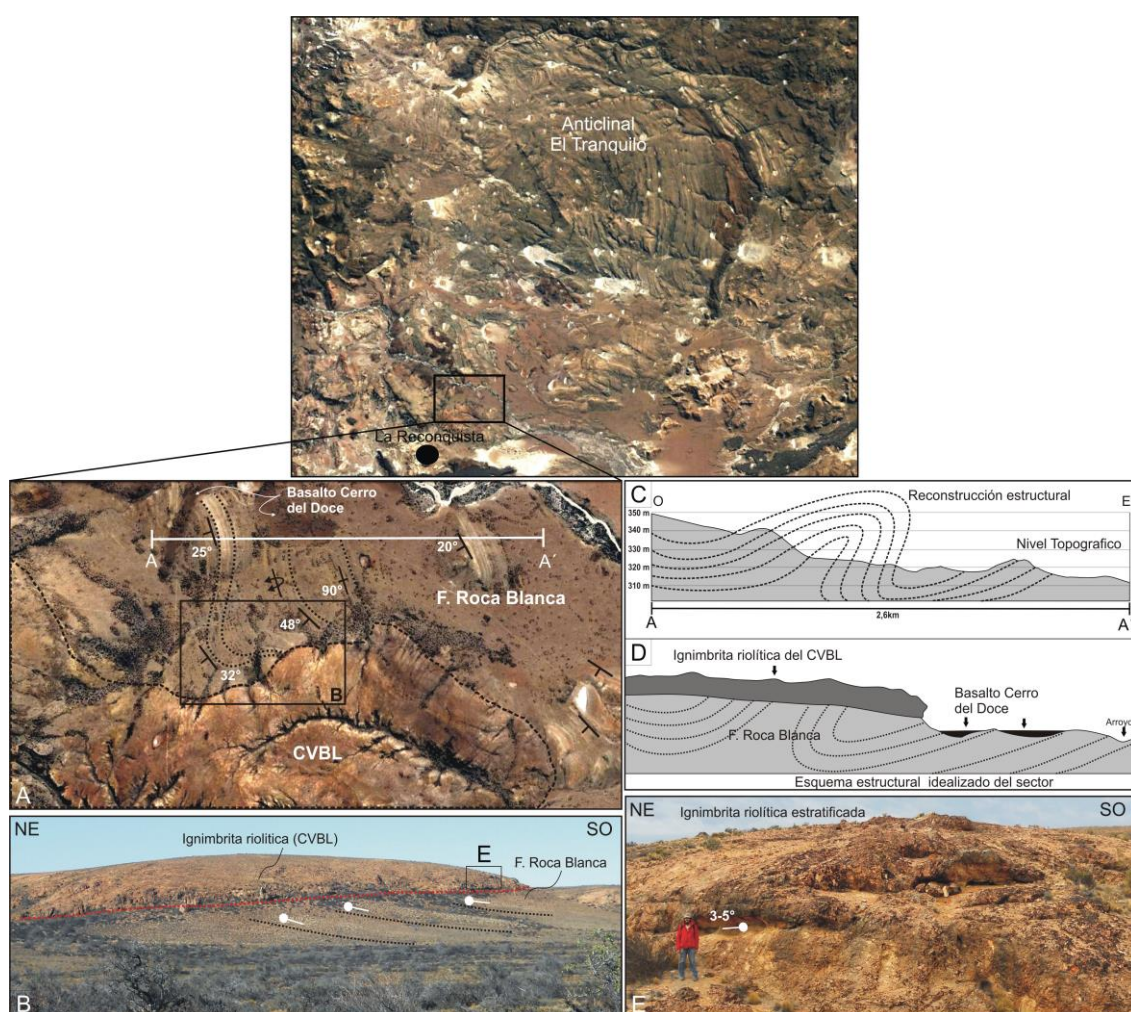 Anticlinal
El Tranquilo
La Reconquista
Basalto Cerro
del Doce
A
A´
25°
20°
90°
F. Roca Blanca
48°
32°
B
CVBL
A
C
O
E
Reconstrucción estructural
350 m
340 m
330 m
320 m
310 m
Nivel Topografico
A
2,6km
A'
D
Ignimbrita riolítica del CVBL
Basalto Cerro
del Doce
F. Roca Blanca
Arroyo
Esquema estructural idealizado del sector
NE
SO
Ignimbrita riolitica (CVBL)
E
F. Roca Blanca
B
NE
SO
Ignimbrita riolítica estratificada
3-5°
E